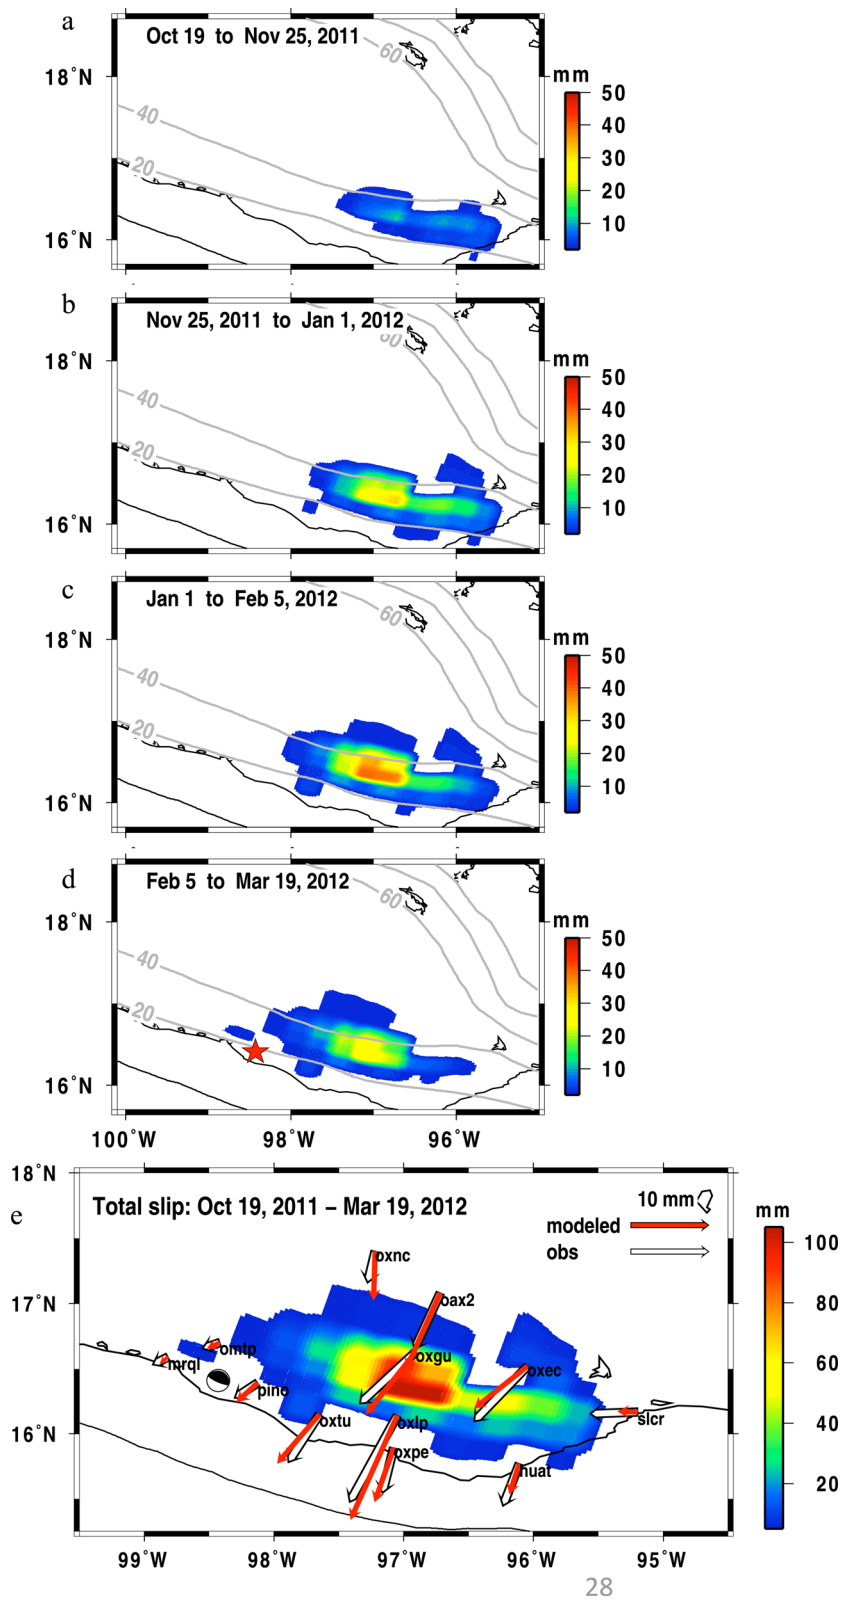 a
Oct 19 to Nov 25, 2011
60
40
20
18°N
16°N
mm
50
40
30
20
10
b
Nov 25, 2011 to Jan 1, 2012
60
40
20
18°N
16°N
mm
50
40
30
20
10
c
Jan 1 to Feb 5, 2012
60
40
20
18°N
16°N
mm
50
40
30
20
10
d
Feb 5 to Mar 19, 2012
60
40
20
18°N
16°N
mm
50
40
30
20
10
100°W 98°W 96°W
18°N
e
Total slip: Oct 19, 2011 – Mar 19, 2012
10 mm
modeled
obs
mm
100
80
60
40
20
oxnc
17°N
oax2
omtp
oxgu
mrql
oxec
pino
oxtu
oxlp
slcr
16°N
oxpe
huat
99°W 98°W 97°W 96°W 95°W
28